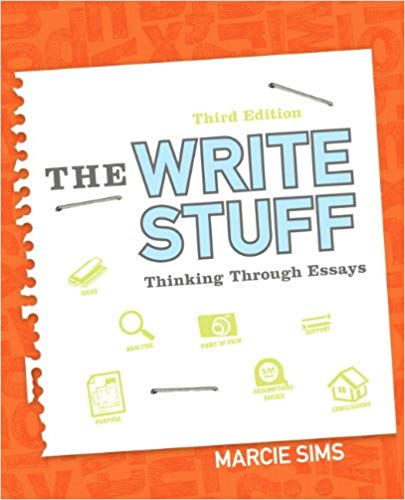 Third Edition
THE WRITE
STUFF
Thinking Through Essays
IDEAS
ANALYSIS
POINT OF VIEW
SUPPORT
PURPOSE
5M
ASSUMPTIONS
BIASES
CONCLUSIONS
MARCIE SIMS